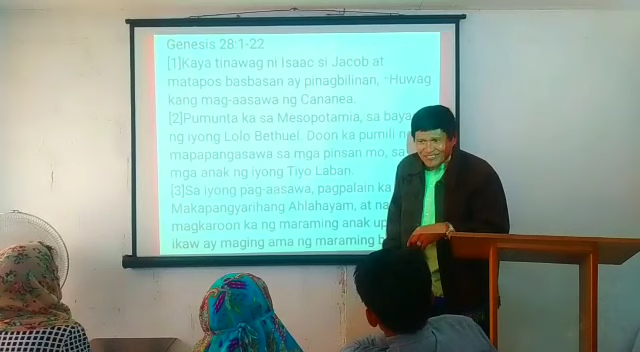 Genesis 28:1-22
[1]Kaya tinawag ni Isaac si Jacob at
matapos basbasan ay pinagbilinan, "Huwag
kang mag-aasawa ng Cananea.
[2]Pumunta ka sa Mesopotamia, sa
ng iyong Lolo Bethuel. Doon ka pumili
mapapangasawa sa mga pinsan mo, sa
mga anak ng iyong Tiyo Laban.
[3]Sa iyong pag-aasawa, pagpalain ka
Makapangyarihang Ahlahayam, at
magkaroon ka ng maraming anak
ikaw ay maging ama ng maraming